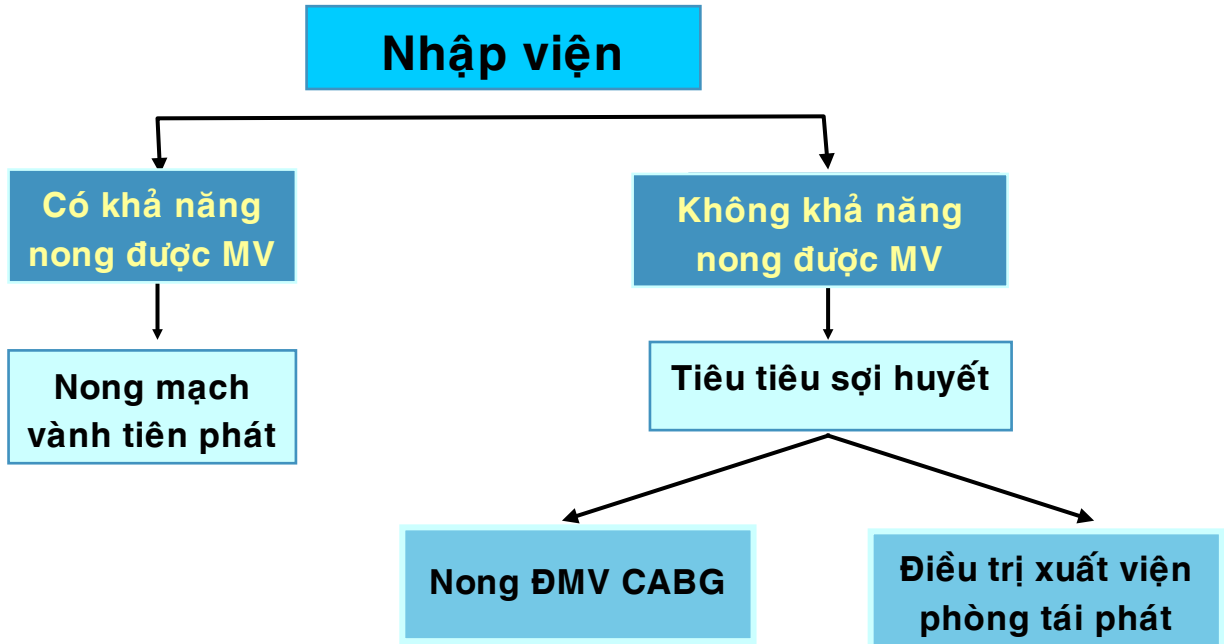 Nhập viện
Có khả năng
nong được MV
Không khả năng
nong được MV
Nong mạch
vành tiên phát
Tiêu tiêu sợi huyết
Nong ĐMV CABG
Điều trị xuất viện
phòng tái phát